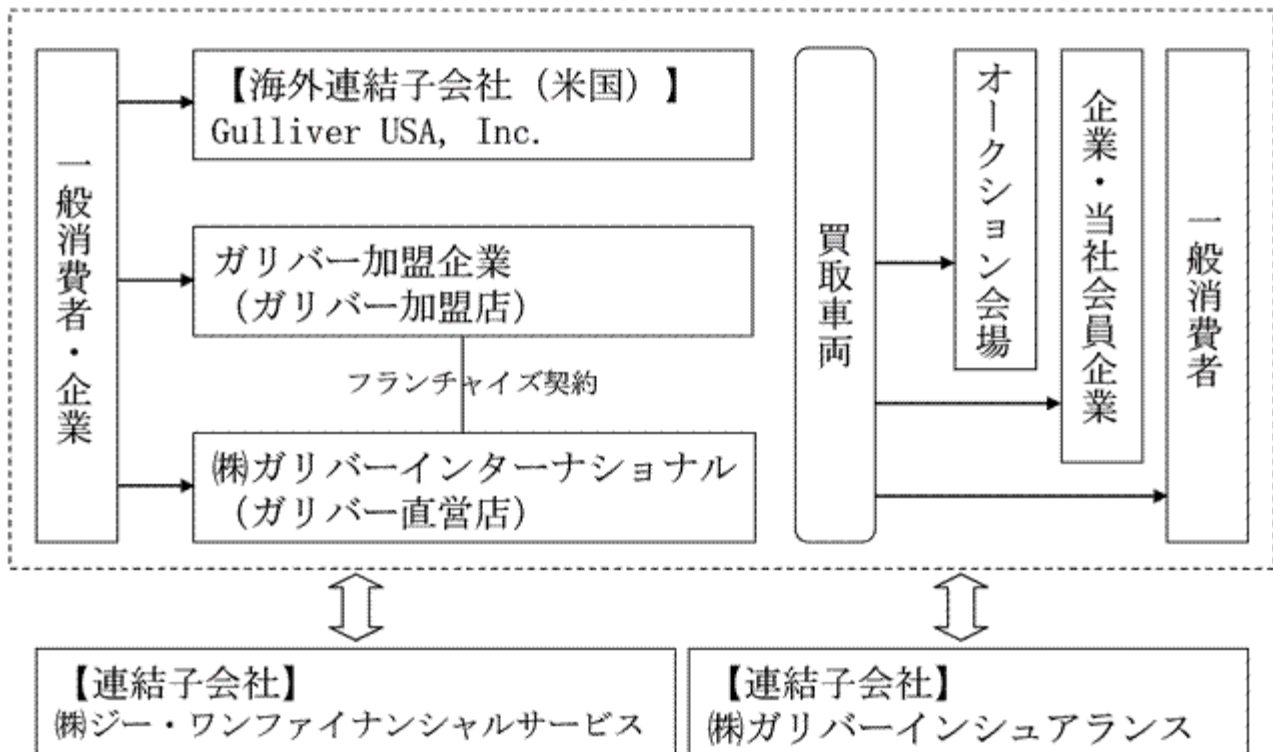 一般消費者・企業
【海外連結子会社（米国）】
Gulliver USA, Inc.
ガリバー加盟企業
（ガリバー加盟店）
フランチャイズ契約
㈱ガリバーインターナショナル
（ガリバー直営店）
買取車両
オークション会場
企業・当社会員企業
一般消費者
【連結子会社】
㈱ジー・ワンファイナンシャルサービス
【連結子会社】
㈱ガリバーインシュアランス